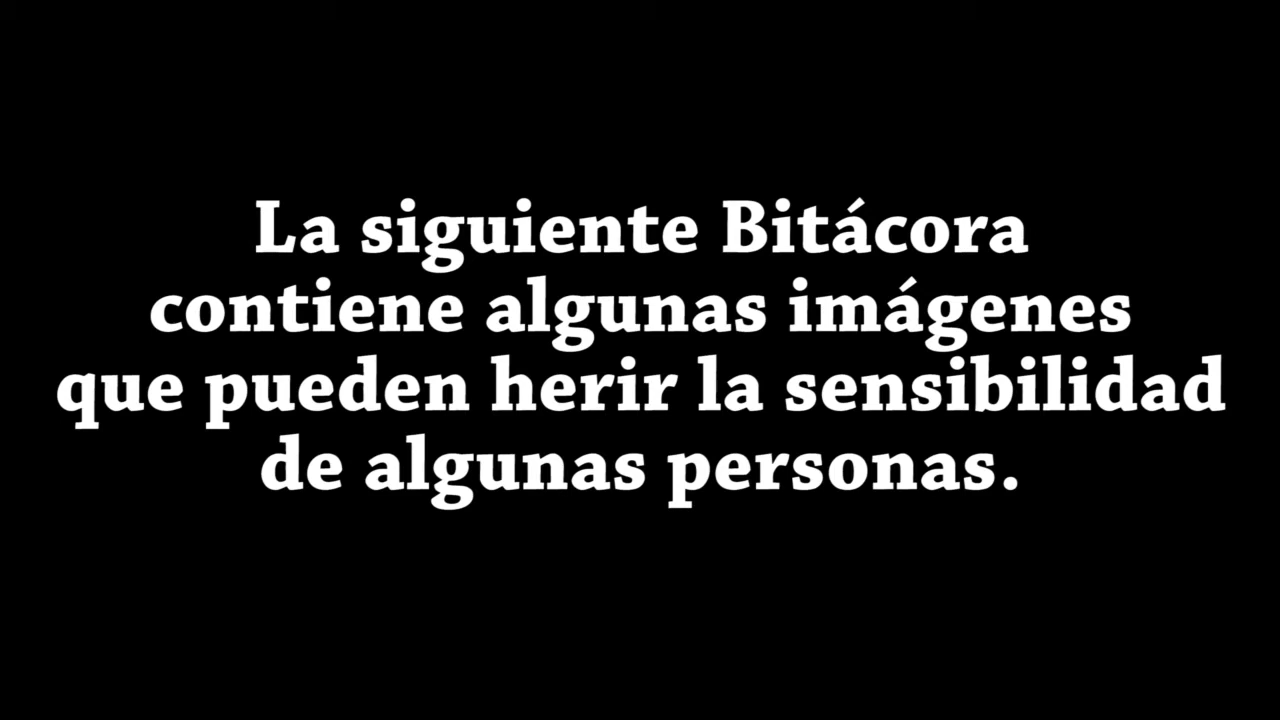 La siguiente Bitácora
contiene algunas imágenes
que pueden herir la sensibilidad
de algunas personas.